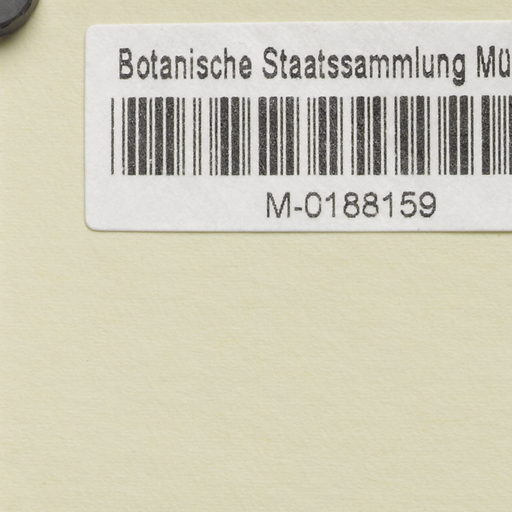 Botanische Staatssammlung Mü
M-0188159